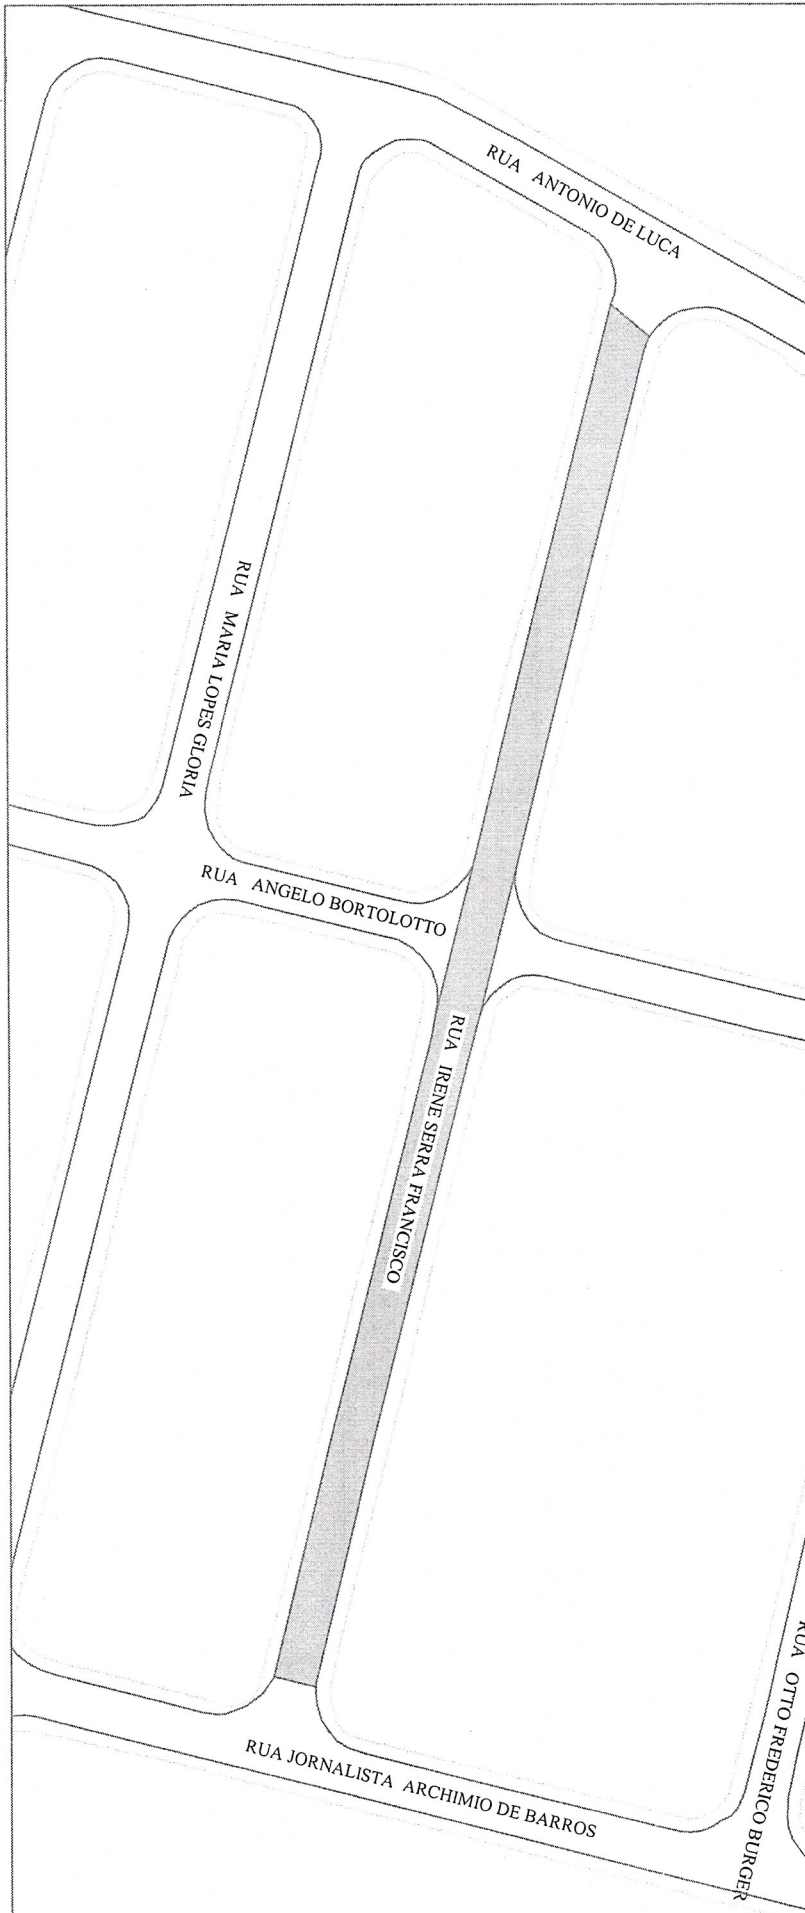 RUA ANTONIO DE LUCA
RUA MARIA LOPES GLORIA
RUA ANGELO BORTOLOTTO
RUA IRENE SERRA FRANCISCO
RUA OTTO FREDERICO BURGER
RUA JORNALISTA ARCHIMIO DE BARROS